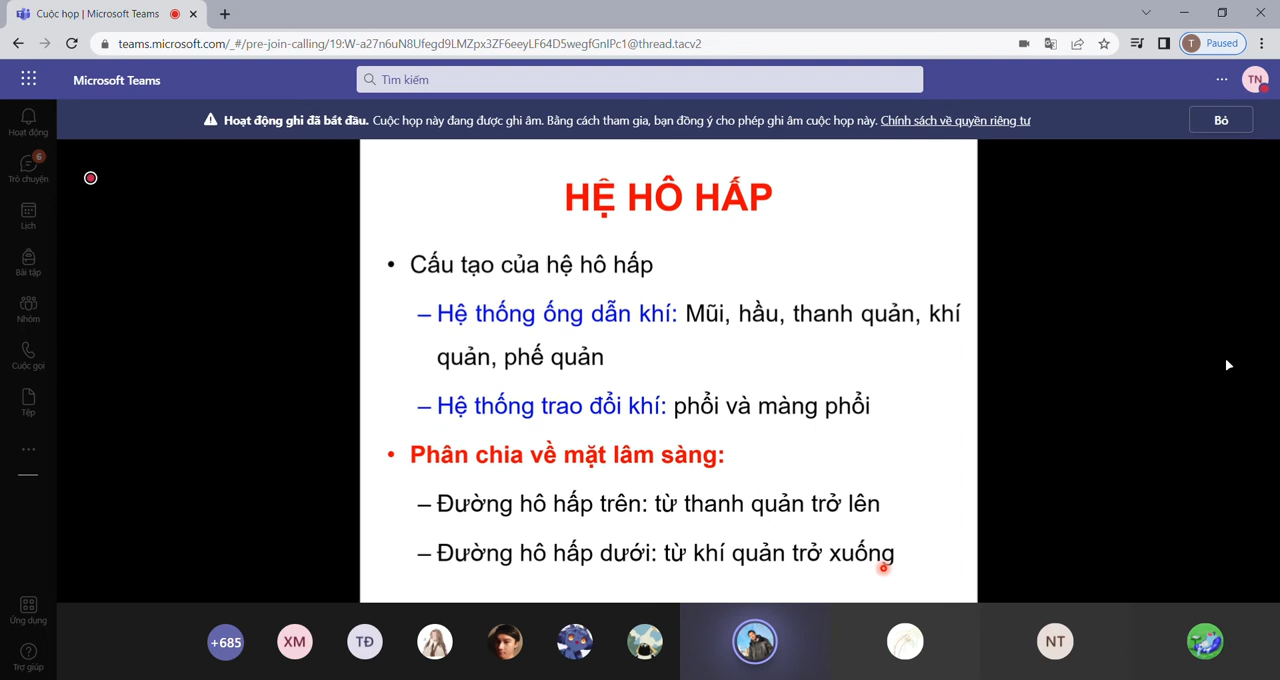 Cuộc họp | Microsoft Teams
teams.microsoft.com/_#/pre-join-calling/19:W-a27n6uN8Ufegd9LMZpx3ZF6eeyLF64D5wegfGnIPc1@thread.tacv2
T Paused
Microsoft Teams
Tìm kiếm
TN
Hoạt động ghi đã bắt đầu. Cuộc họp này đang được ghi âm. Bằng cách tham gia, bạn đồng ý cho phép ghi âm cuộc họp này. Chính sách về quyền riêng tư
Bỏ
Hoạt động
6
Trò chuyện
Lịch
Bài tập
Nhóm
Cuộc gọi
Tệp
Ứng dụng
Trợ giúp
HỆ HÔ HẤP
• Cấu tạo của hệ hô hấp
– Hệ thống ống dẫn khí: Mũi, hầu, thanh quản, khí
quản, phế quản
– Hệ thống trao đổi khí: phổi và màng phổi
• Phân chia về mặt lâm sàng:
– Đường hô hấp trên: từ thanh quản trở lên
– Đường hô hấp dưới: từ khí quản trở xuống
+685
XM
TĐ
NT